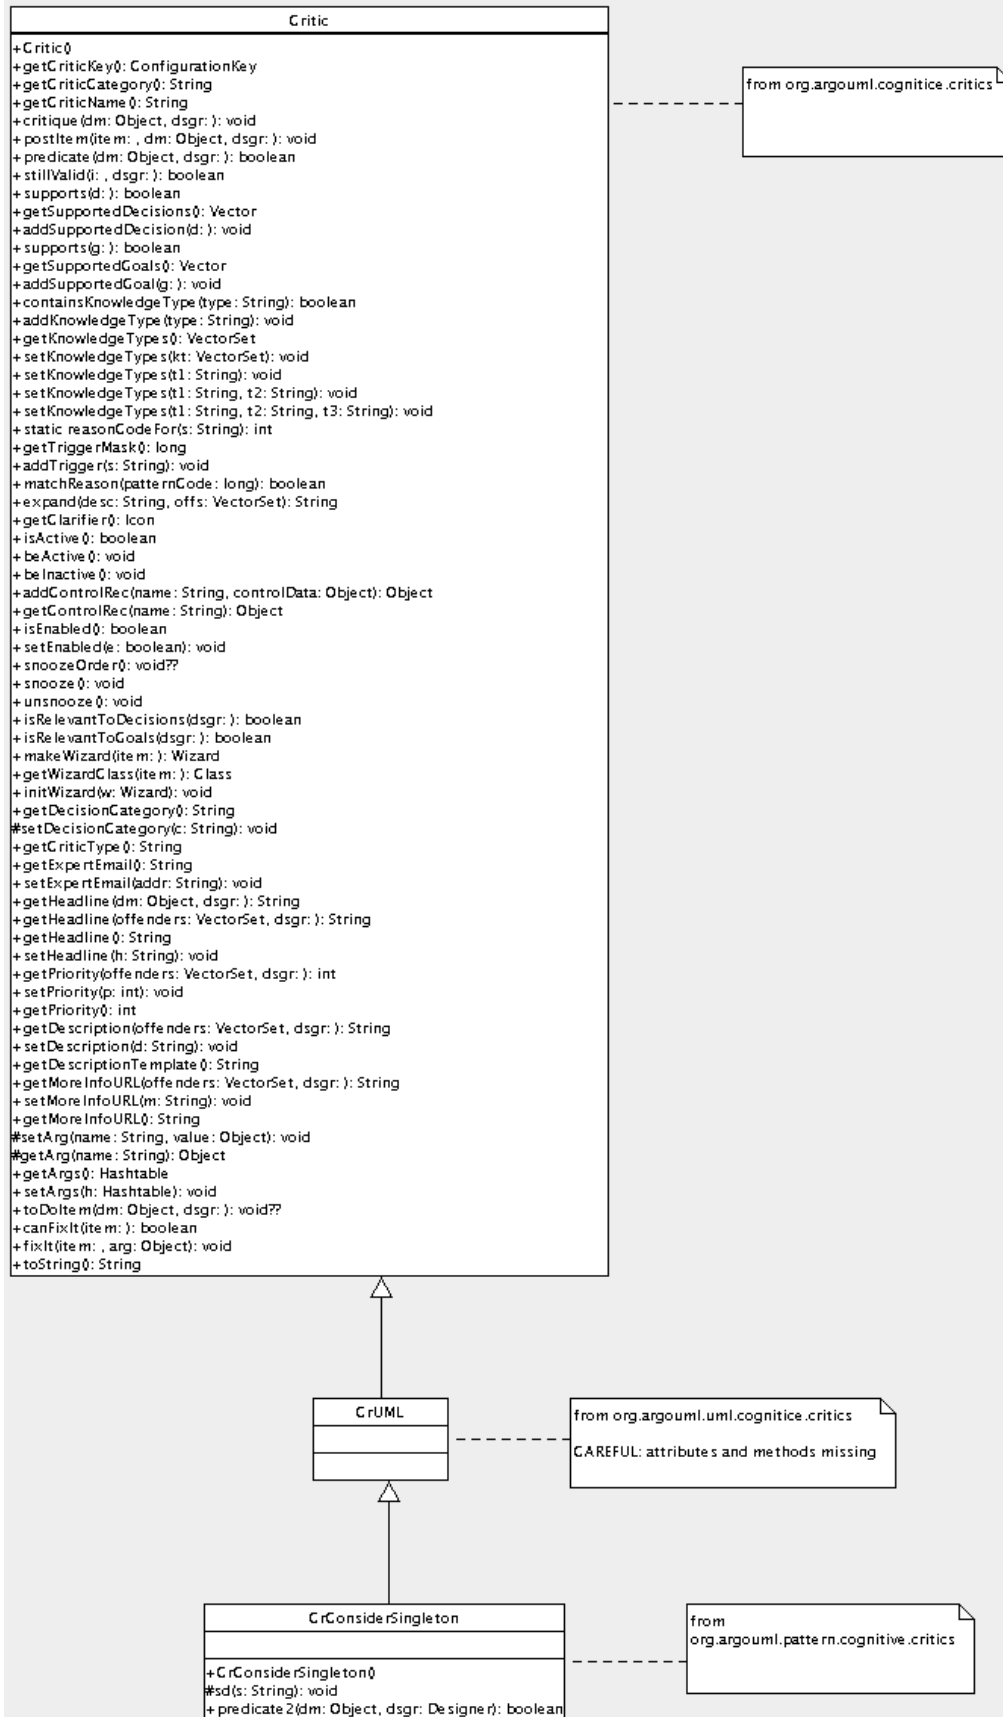 Critic
+Critic()
+getCriticKey(): ConfigurationKey
+getCriticCategory(): String
+getCriticName(): String
+critique(dm: Object, dsgr: ): void
+postItem(item: , dm: Object, dsgr: ): void
+predicate(dm: Object, dsgr: ): boolean
+stillValid(i: , dsgr: ): boolean
+supports(d: ): boolean
+getSupportedDecisions(): Vector
+addSupportedDecision(d: ): void
+supports(g: ): boolean
+getSupportedGoals(): Vector
+addSupportedGoal(g: ): void
+containsKnowledgeType(type: String): boolean
+addKnowledgeType(type: String): void
+getKnowledgeTypes(): VectorSet
+setKnowledgeTypes(kt: VectorSet): void
+setKnowledgeTypes(t1: String): void
+setKnowledgeTypes(t1: String, t2: String): void
+setKnowledgeTypes(t1: String, t2: String, t3: String): void
+static reasonCodeFor(s: String): int
+getTriggerMask(): long
+addTrigger(s: String): void
+matchReason(patternCode: long): boolean
+expand(desc: String, offs: VectorSet): String
+getClarifier(): Icon
+isActive(): boolean
+beActive(): void
+beInactive(): void
+addControlRec(name: String, controlData: Object): Object
+getControlRec(name: String): Object
+isEnabled(): boolean
+setEnabled(e: boolean): void
+snoozeOrder(): void??
+snooze(): void
+unsnooze(): void
+isRelevantToDecisions(dsgr: ): boolean
+isRelevantToGoals(dsgr: ): boolean
+makeWizard(item: ): Wizard
+getWizardClass(item: ): Class
+initWizard(w: Wizard): void
+getDecisionCategory(): String
#setDecisionCategory(c: String): void
+getCriticType(): String
+getExpertEmail(): String
+setExpertEmail(addr: String): void
+getHeadline(dm: Object, dsgr: ): String
+getHeadline(offenders: VectorSet, dsgr: ): String
+getHeadline(): String
+setHeadline(h: String): void
+getPriority(offenders: VectorSet, dsgr: ): int
+setPriority(p: int): void
+getPriority(): int
+getDescription(offenders: VectorSet, dsgr: ): String
+setDescription(d: String): void
+getDescriptionTemplate(): String
+getMoreInfoURL(offenders: VectorSet, dsgr: ): String
+setMoreInfoURL(m: String): void
+getMoreInfoURL(): String
#setArg(name: String, value: Object): void
#getArg(name: String): Object
+getArgs(): Hashtable
+setArgs(h: Hashtable): void
+toDoItem(dm: Object, dsgr: ): void??
+canFixIt(item: ): boolean
+fixIt(item: , arg: Object): void
+toString(): String
from org.argouml.cognitice.critics
CrUML
from org.argouml.uml.cognitice.critics
CAREFUL: attributes and methods missing
CrConsiderSingleton
+CrConsiderSingleton()
#sd(s: String): void
+predicate2(dm: Object, dsgr: Designer): boolean
from
org.argouml.pattern.cognitive.critics